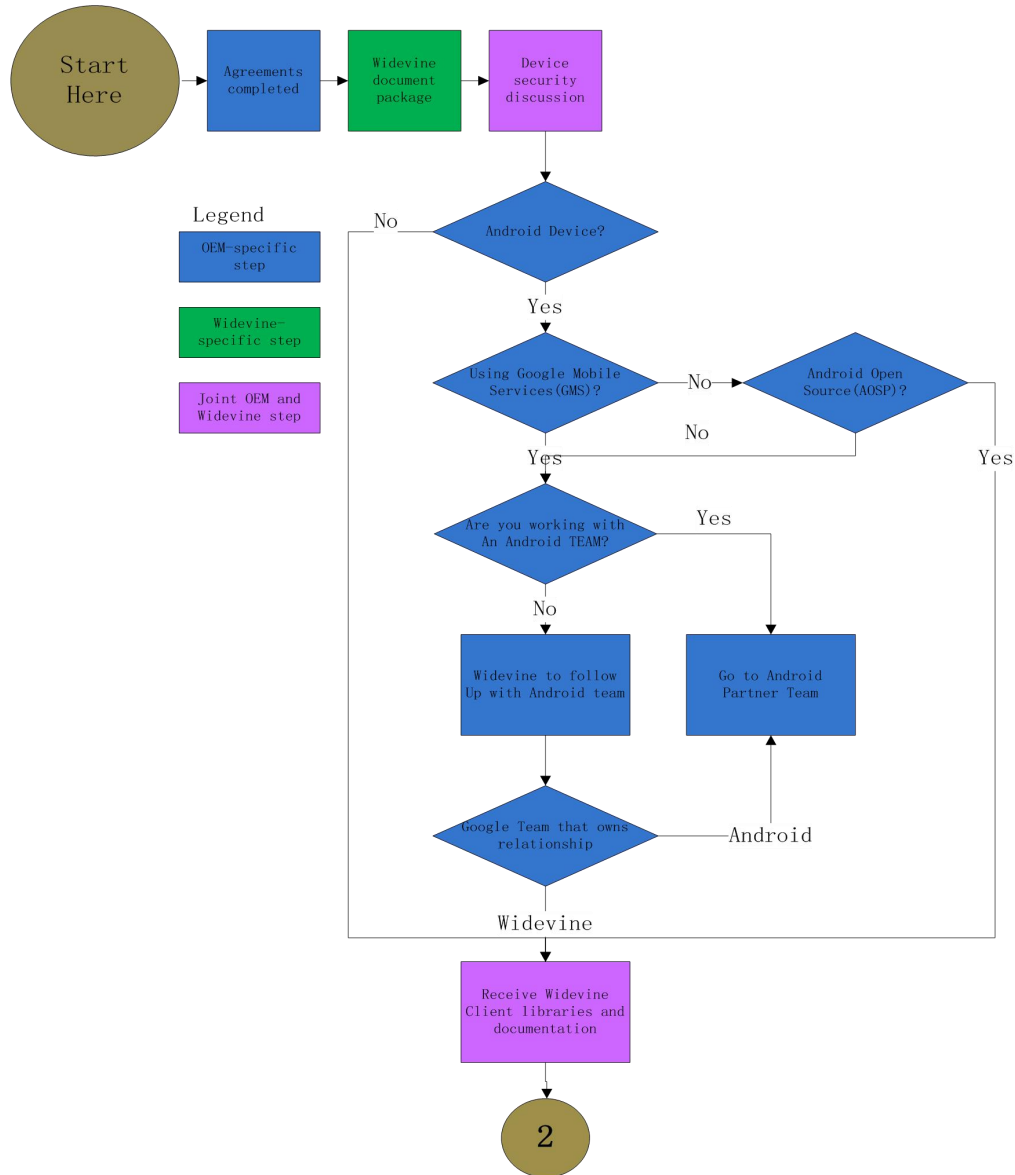 Start
Here
Agreements
completed
Widevine
document
package
Device
security
discussion
Legend
OEM-specific
step
Widevine-
specific step
Joint OEM and
Widevine step
No
Android Device?
Yes
Using Google Mobile
Services(GMS)?
No
Android Open
Source(AOSP)?
No
Yes
Yes
Are you working with
An Android TEAM?
Yes
No
Widevine to follow
Up with Android team
Go to Android
Partner Team
Google Team that owns
relationship
Android
Widevine
Receive Widevine
Client libraries and
documentation
2